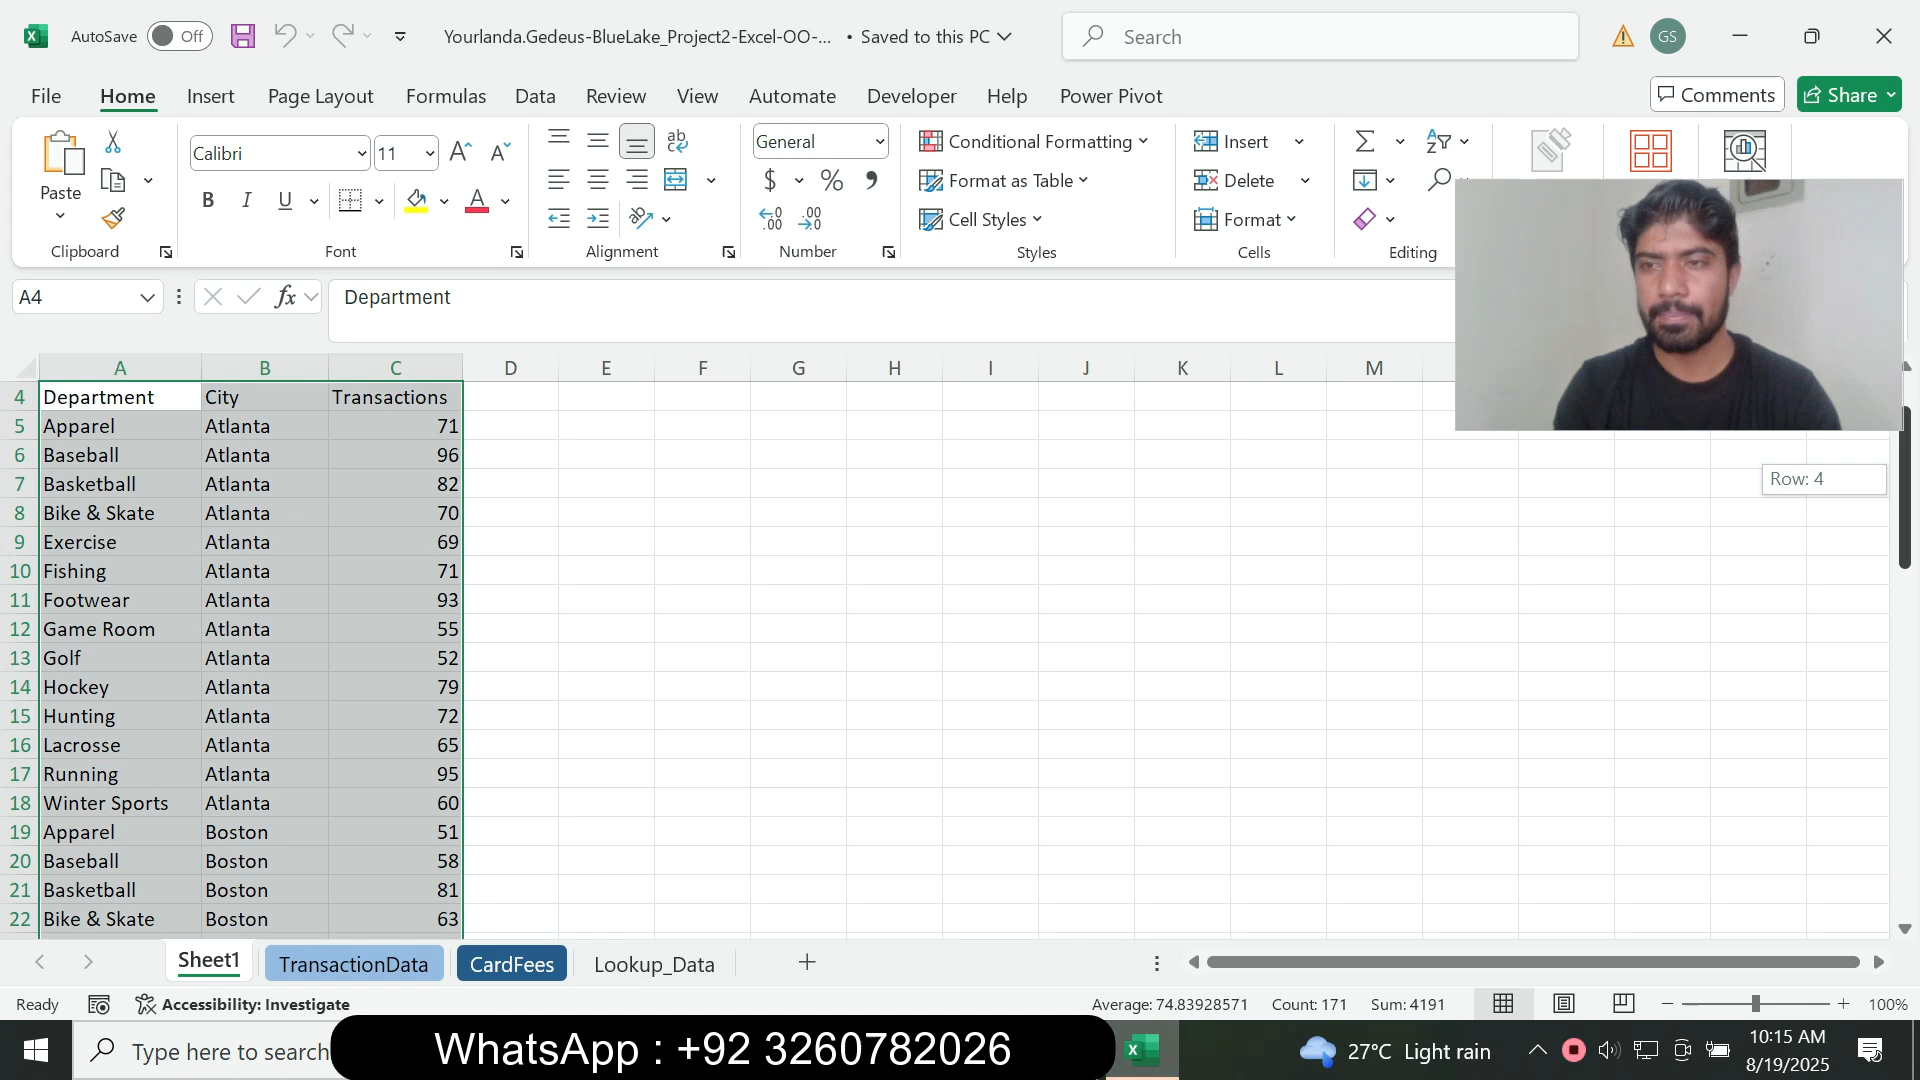 AutoSave Off Yourlanda.Gedeus-BlueLake_Project2-Excel-OO-... • Saved to this PC Search GS
File Home Insert Page Layout Formulas Data Review View Automate Developer Help Power Pivot Comments Share
Paste Calibri 11 General Conditional Formatting Insert
Format as Table Delete
Cell Styles Format
Clipboard Font Alignment Number Styles Cells Editing
A4 fx Department
A B C D E F G H I J K L M
4 Department City Transactions
5 Apparel Atlanta 71
6 Baseball Atlanta 96
7 Basketball Atlanta 82
Row: 4
8 Bike & Skate Atlanta 70
9 Exercise Atlanta 69
10 Fishing Atlanta 71
11 Footwear Atlanta 93
12 Game Room Atlanta 55
13 Golf Atlanta 52
14 Hockey Atlanta 79
15 Hunting Atlanta 72
16 Lacrosse Atlanta 65
17 Running Atlanta 95
18 Winter Sports Atlanta 60
19 Apparel Boston 51
20 Baseball Boston 58
21 Basketball Boston 81
22 Bike & Skate Boston 63
Sheet1 TransactionData CardFees Lookup_Data
Ready Accessibility: Investigate Average: 74.83928571 Count: 171 Sum: 4191 100%
Type here to search WhatsApp : +92 3260782026 27°C Light rain 10:15 AM
8/19/2025